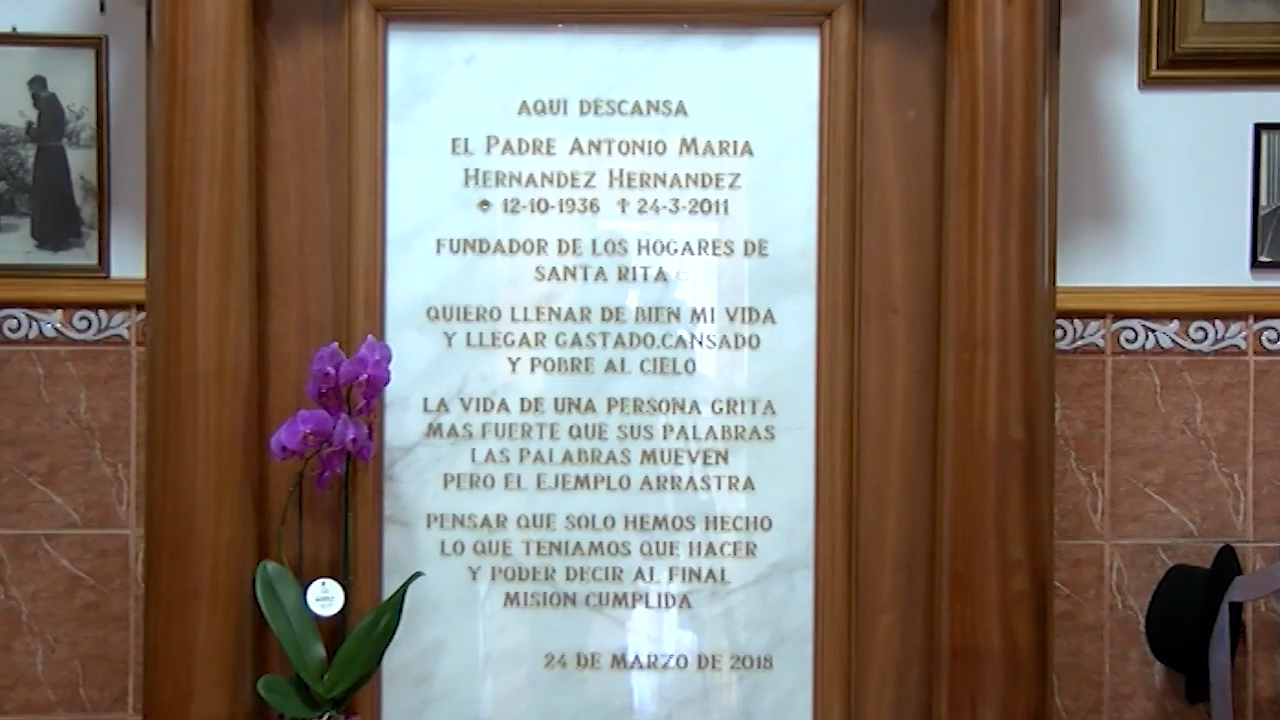 AQUI DESCANSA
EL PADRE ANTONIO MARIA
HERNANDEZ HERNANDEZ
12-10-1936 ✝ 24-3-2011
FUNDADOR DE LOS HOGARES DE
SANTA RITA
QUIERO LLENAR DE BIEN MI VIDA
Y LLEGAR GASTADO.CANSADO
Y POBRE AL CIELO
LA VIDA DE UNA PERSONA GRITA
MAS FUERTE QUE SUS PALABRAS
LAS PALABRAS MUEVEN
PERO EL EJEMPLO ARRASTRA
PENSAR QUE SOLO HEMOS HECHO
LO QUE TENIAMOS QUE HACER
Y PODER DECIR AL FINAL
MISION CUMPLIDA
24 DE MARZO DE 2018